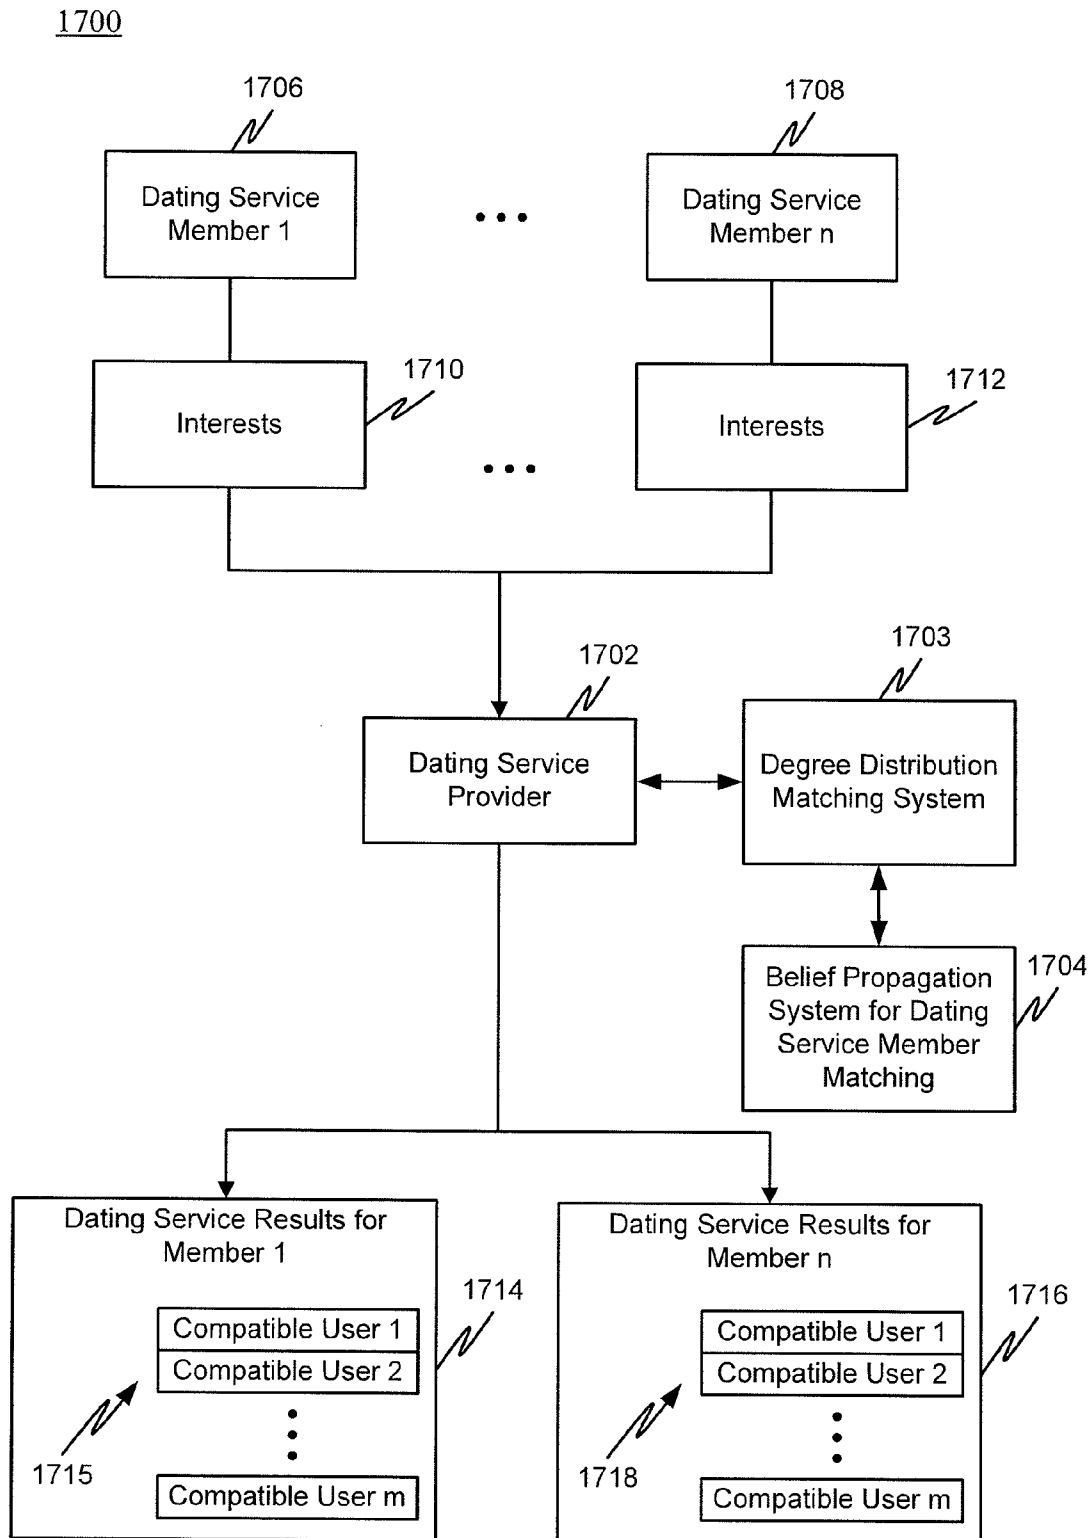 1700
1706
1708
Dating Service
Member 1
Dating Service
Member n
1710
1712
Interests
Interests
1702
1703
Dating Service
Provider
Degree Distribution
Matching System
1704
Belief Propagation
System for Dating
Service Member
Matching
Dating Service Results for
Member 1
1714
Compatible User 1
Compatible User 2
1715
Compatible User m
Dating Service Results for
Member n
1716
Compatible User 1
Compatible User 2
1718
Compatible User m